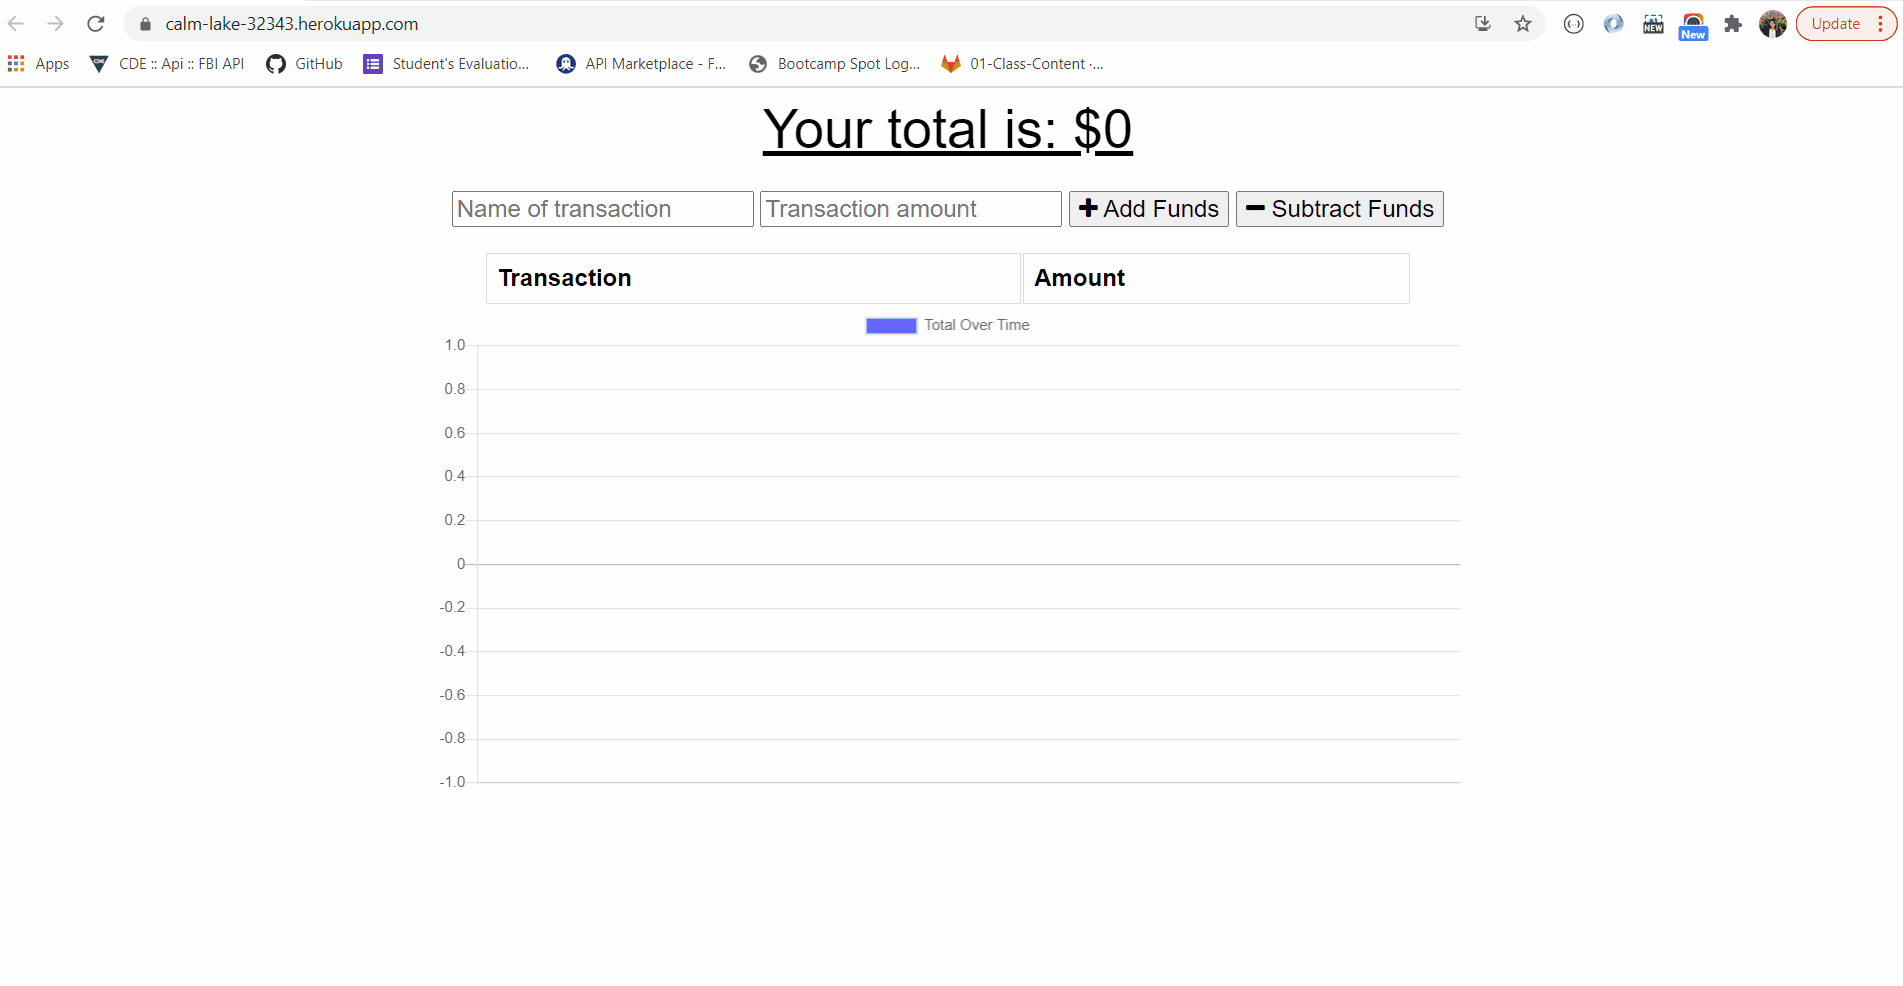 calm-lake-32343.herokuapp.com
NEW
New
Update
Apps
CDE
CDE :: Api :: FBI API
GitHub
Student's Evaluatio...
API Marketplace - F...
Bootcamp Spot Log...
01-Class-Content ·...
Your total is: $0
Name of transaction
Transaction amount
Add Funds
Subtract Funds
Transaction
Amount
Total Over Time
1.0
0.8
0.6
0.4
0.2
0
-0.2
-0.4
-0.6
-0.8
-1.0